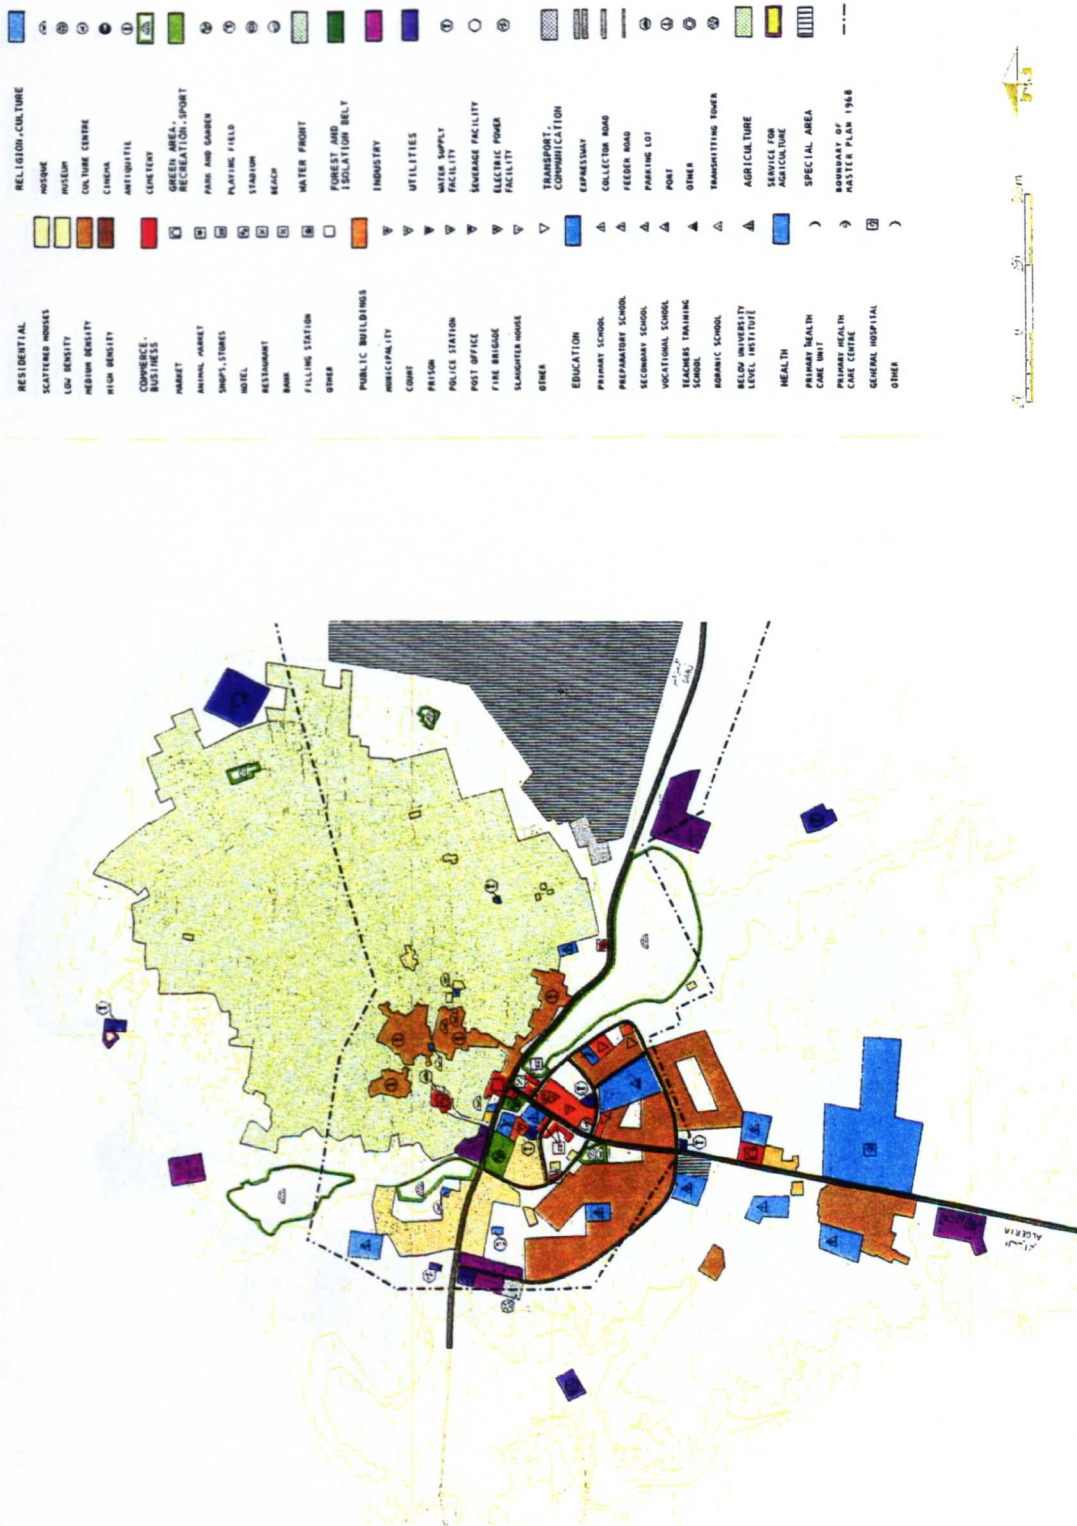 RESIDENTIAL
SCATTERED HOUSES
LOW DENSITY
MEDIUM DENSITY
HIGH DENSITY
COMMERCE,
BUSINESS
MARKET
ANIMAL MARKET
SHOPS, STORES
HOTEL
RESTAURANT
BANK
FILLING STATION
OTHER
PUBLIC BUILDINGS
MUNICIPALITY
COURT
PRISON
POLICE STATION
POST OFFICE
FIRE BRIGADE
SLAUGHTER HOUSE
OTHER
EDUCATION
PRIMARY SCHOOL
PREPARATORY SCHOOL
SECONDARY SCHOOL
VOCATIONAL SCHOOL
TEACHERS TRAINING
SCHOOL
KORANIC SCHOOL
BELOW UNIVERSITY
LEVEL INSTITUTE
HEALTH
PRIMARY HEALTH
CARE UNIT
PRIMARY HEALTH
CARE CENTRE
GENERAL HOSPITAL
OTHER
RELIGION, CULTURE
MOSQUE
MUSEUM
CULTURE CENTRE
CINEMA
ANTIQUITIE
CEMETERY
GREEN AREA,
RECREATION, SPORT
PARK AND GARDEN
PLAYING FIELD
STADIUM
BEACH
WATER FRONT
FOREST AND
ISOLATION BELT
INDUSTRY
UTILITIES
WATER SUPPLY
FACILITY
SEWERAGE FACILITY
ELECTRIC POWER
FACILITY
TRANSPORT,
COMMUNICATION
EXPRESSWAY
COLLECTOR ROAD
FEEDER ROAD
PARKING LOT
PORT
OTHER
TRANSMITTING TOWER
AGRICULTURE
SERVICE FOR
AGRICULTURE
SPECIAL AREA
BOUNDARY OF
MASTER PLAN 1968
ALGERIA